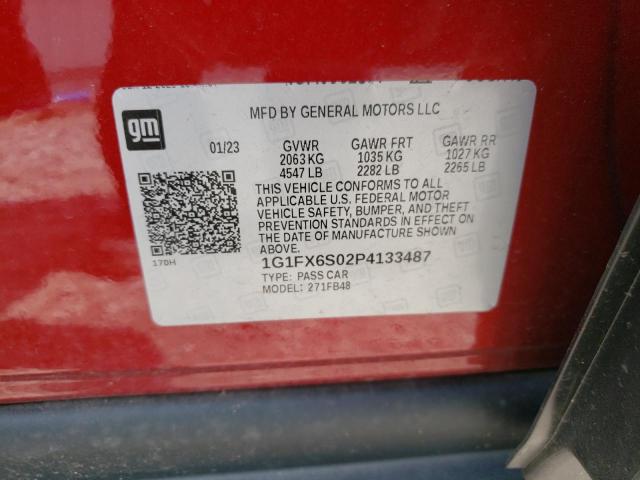 MFD BY GENERAL MOTORS LLC
gm
01/23 GVWR GAWR FRT GAWR RR
2063 KG 1035 KG 1027 KG
4547 LB 2282 LB 2265 LB
THIS VEHICLE CONFORMS TO ALL
APPLICABLE U.S. FEDERAL MOTOR
VEHICLE SAFETY, BUMPER, AND THEFT
PREVENTION STANDARDS IN EFFECT ON
THE DATE OF MANUFACTURE SHOWN
ABOVE.
170H
1G1FX6S02P4133487
TYPE: PASS CAR
MODEL: 271FB48